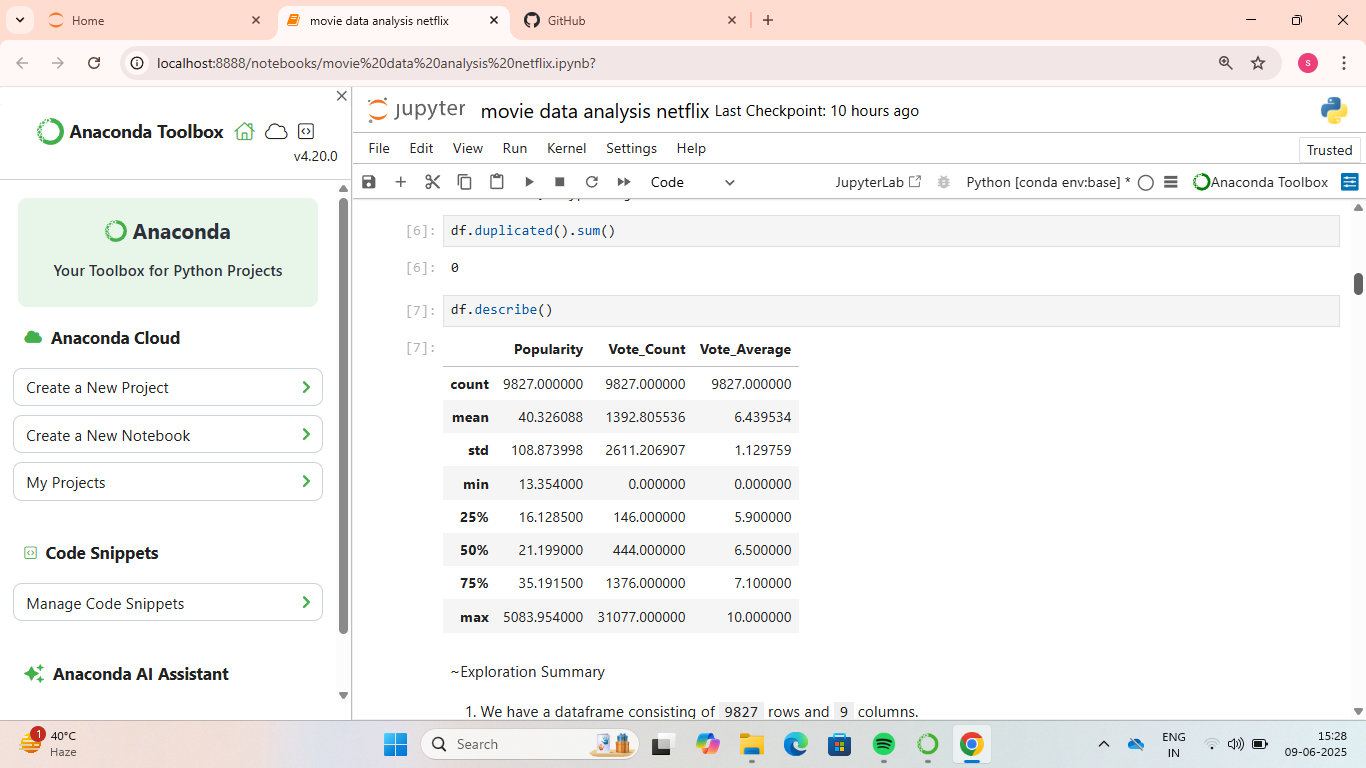 Home
movie data analysis netflix
GitHub
localhost:8888/notebooks/movie%20data%20analysis%20netflix.ipynb?
s
Anaconda Toolbox
v4.20.0
Anaconda
Your Toolbox for Python Projects
Anaconda Cloud
Create a New Project
Create a New Notebook
My Projects
Code Snippets
Manage Code Snippets
Anaconda AI Assistant
jupyter movie data analysis netflix Last Checkpoint: 10 hours ago
File Edit View Run Kernel Settings Help
Trusted
Code JupyterLab Python [conda env:base] * Anaconda Toolbox
[6]: df.duplicated().sum()
[6]: 0
[7]: df.describe()
[7]: Popularity Vote_Count Vote_Average
count 9827.000000 9827.000000 9827.000000
mean 40.326088 1392.805536 6.439534
std 108.873998 2611.206907 1.129759
min 13.354000 0.000000 0.000000
25% 16.128500 146.000000 5.900000
50% 21.199000 444.000000 6.500000
75% 35.191500 1376.000000 7.100000
max 5083.954000 31077.000000 10.000000
~Exploration Summary
1. We have a dataframe consisting of 9827 rows and 9 columns.
1
40°C
Haze
Search
ENG
IN
15:28
09-06-2025